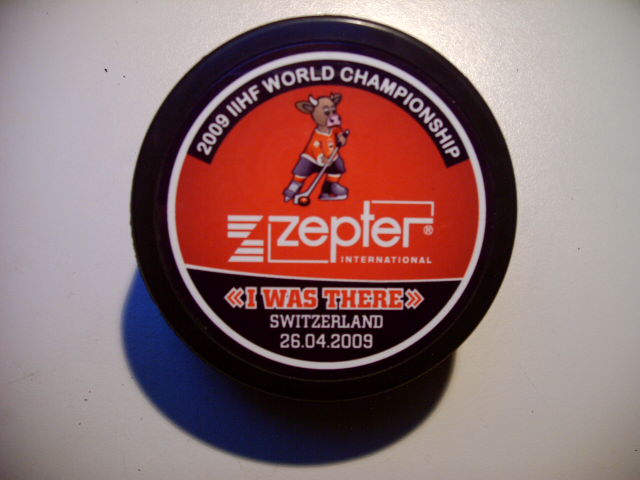 2009 IIHF WORLD CHAMPIONSHIP
zepter®
INTERNATIONAL
«I WAS THERE»
SWITZERLAND
26.04.2009